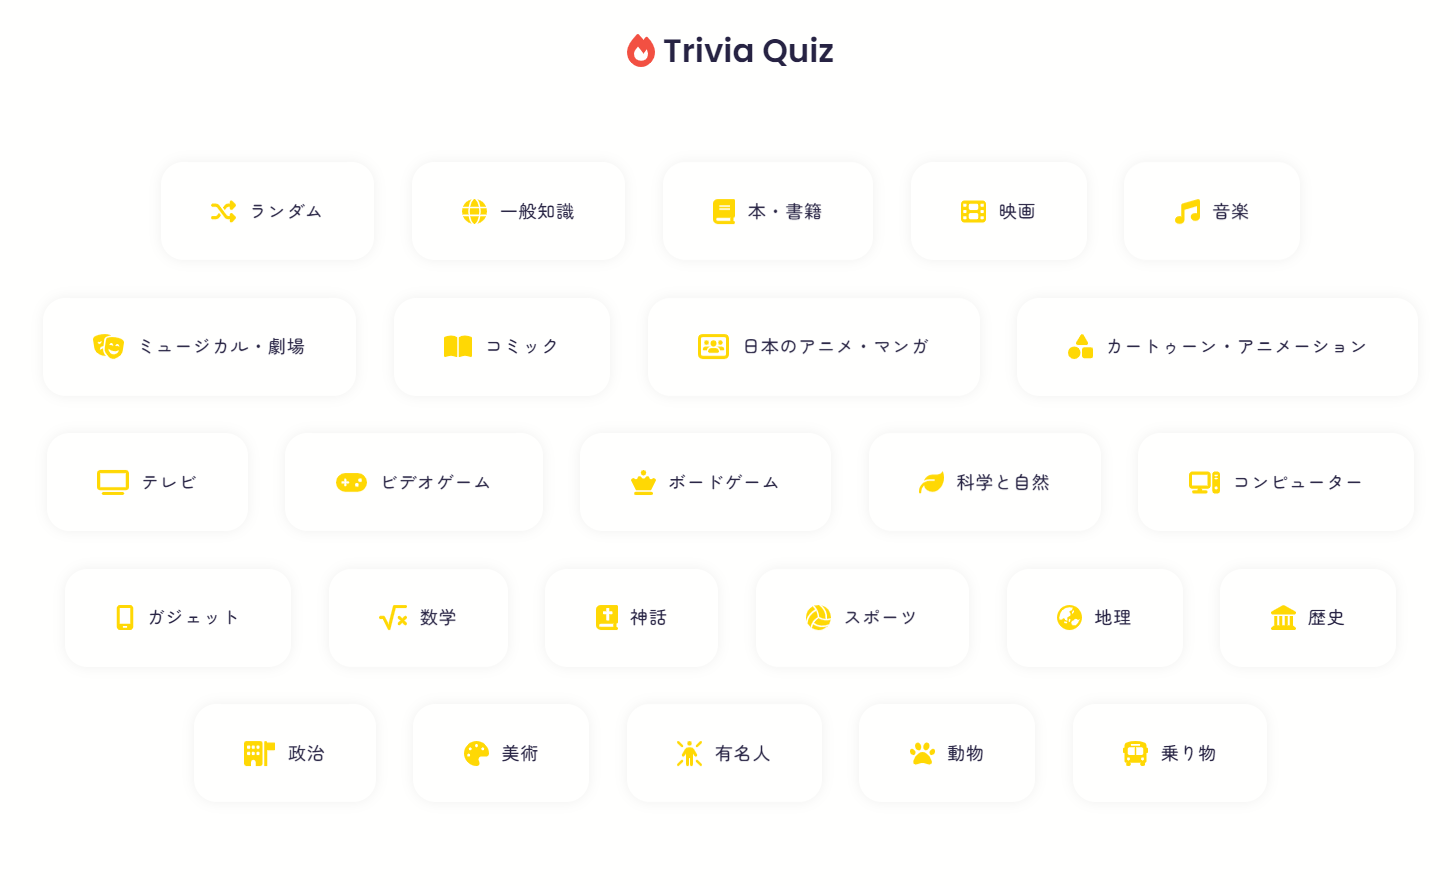 Trivia Quiz
ランダム
一般知識
本・書籍
映画
音楽
ミュージカル・劇場
コミック
日本のアニメ・マンガ
カートゥーン・アニメーション
テレビ
ビデオゲーム
ボードゲーム
科学と自然
コンピューター
ガジェット
数学
神話
スポーツ
地理
歴史
政治
美術
有名人
動物
乗り物